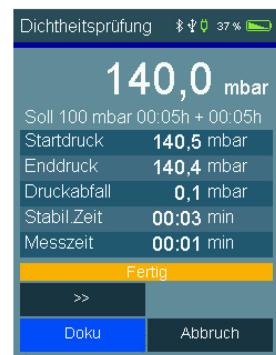 Dichtheitsprüfung 37 %
140,0 mbar
Soll 100 mbar 00:05h + 00:05h
Startdruck 140,5 mbar
Enddruck 140,4 mbar
Druckabfall 0,1 mbar
Stabil.Zeit 00:03 min
Messzeit 00:01 min
Fertig
>>
Doku Abbruch